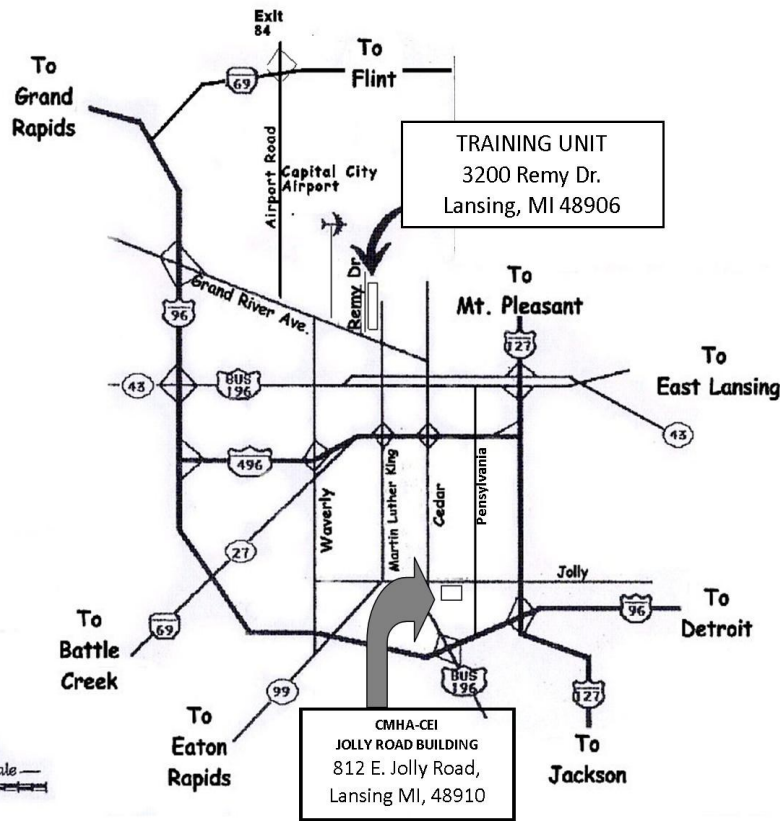 Exit
84
To
Grand
Rapids
69
To
Flint
Airport Road
Capital City
Airport
TRAINING UNIT
3200 Remy Dr.
Lansing, MI 48906
Grand River Ave.
Remy Dr
96
To
Mt. Pleasant
127
43
BUS
196
To
East Lansing
43
496
Waverly
Martin Luther King
Cedar
Pensylvania
27
Jolly
69
To
Battle
Creek
96
To
Detroit
99
BUS
196
127
To
Eaton
Rapids
To
Jackson
CMHA-CEI
JOLLY ROAD BUILDING
812 E. Jolly Road,
Lansing MI, 48910